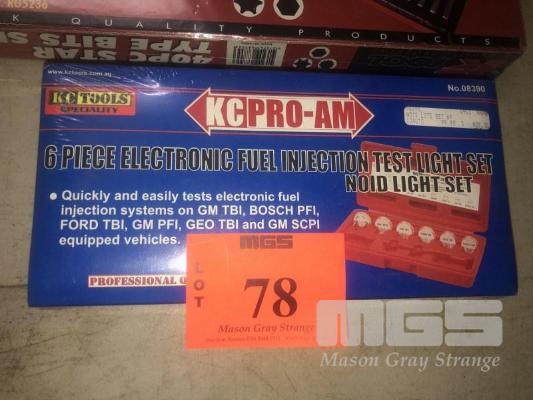 RG5236
K QUALITY PRODUCTS
40PC STAR
TYPE BITS S
www.kctools.com.au
No.08390
KC TOOLS
SPECIALITY
KC PRO-AM
6 PIECE ELECTRONIC FUEL INJECTION TEST LIGHT SET
NOID LIGHT SET
• Quickly and easily tests electronic fuel
injection systems on GM TBI, BOSCH PFI,
FORD TBI, GM PFI, GEO TBI and GM SCPI
equipped vehicles.
PROFESSIONAL
MGS
LOT
78
Mason Gray Strange
MGS
Mason Gray Strange